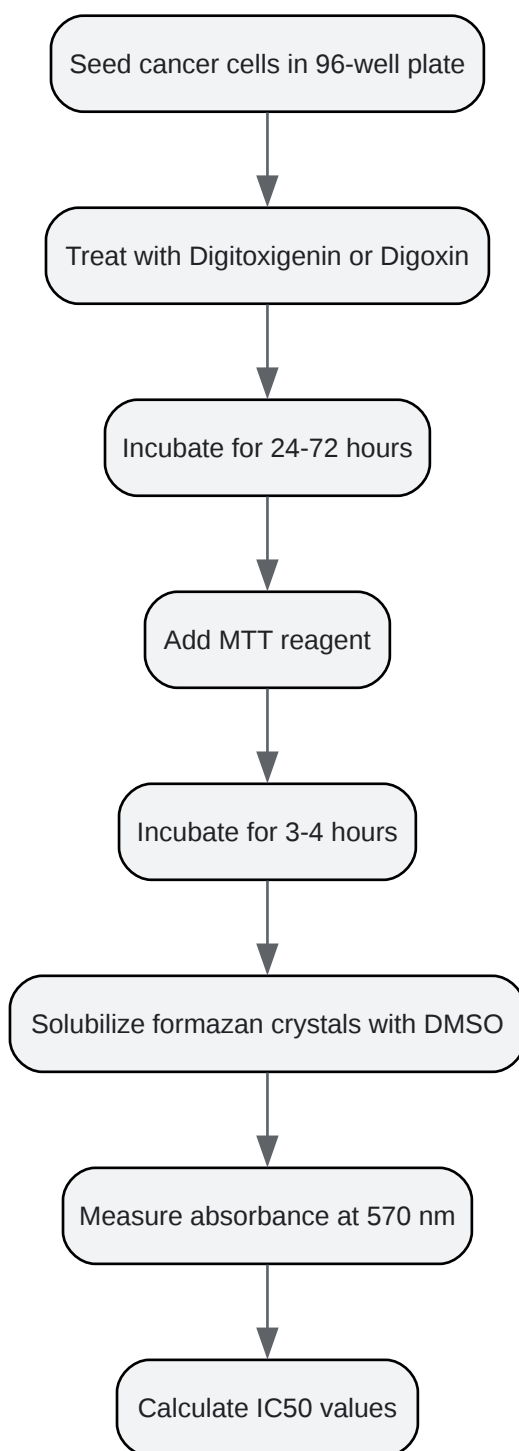 Seed cancer cells in 96-well plate
Treat with Digitoxigenin or Digoxin
Incubate for 24-72 hours
Add MTT reagent
Incubate for 3-4 hours
Solubilize formazan crystals with DMSO
Measure absorbance at 570 nm
Calculate IC50 values